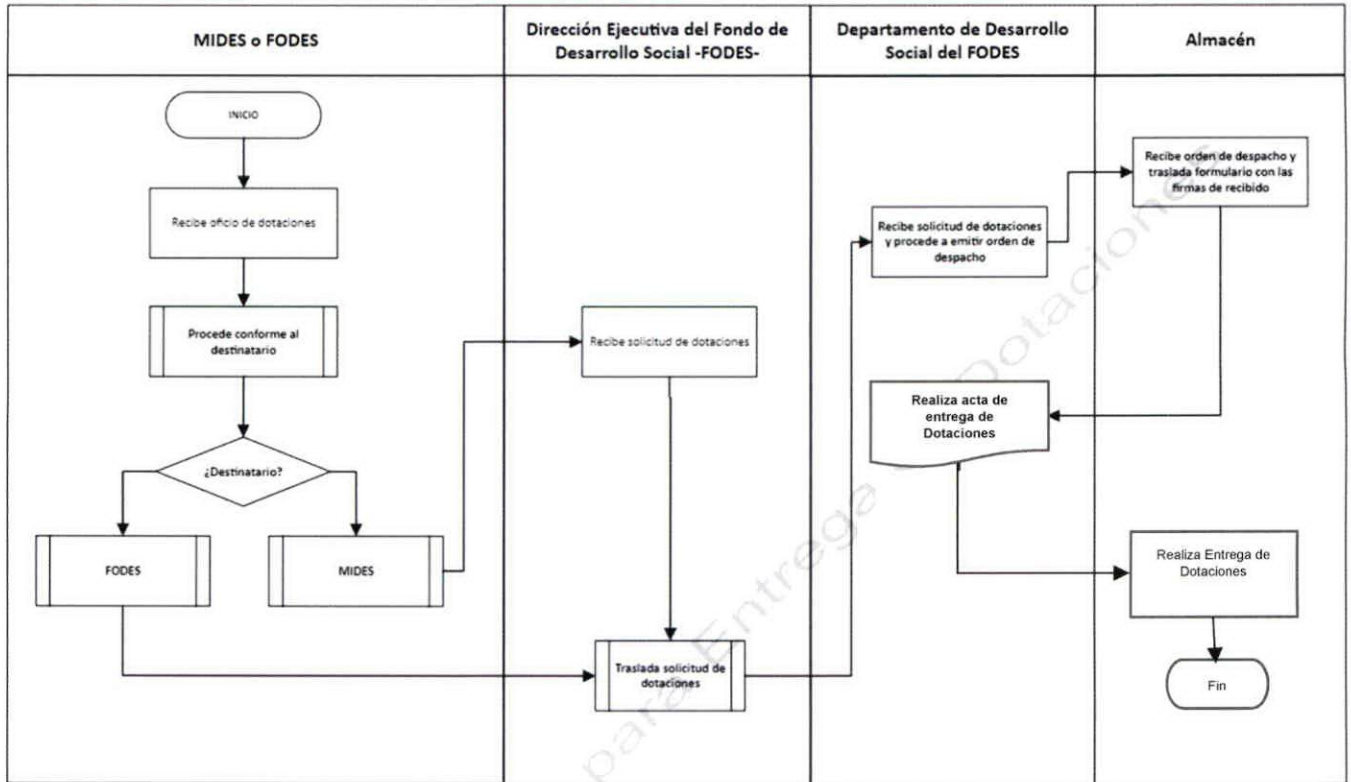 MIDES o FODES
Dirección Ejecutiva del Fondo de
Desarrollo Social -FODES-
Departamento de Desarrollo
Social del FODES
Almacén
INICIO
Recibe oficio de dotaciones
Procede conforme al
destinatario
¿Destinatario?
FODES
MIDES
Recibe solicitud de dotaciones
Traslada solicitud de
dotaciones
Recibe solicitud de dotaciones
y procede a emitir orden de
despacho
Recibe orden de despacho y
traslada formulario con las
firmas de recibido
Realiza acta de
entrega de
Dotaciones
Realiza Entrega de
Dotaciones
Fin
para Entrega Dotaciones